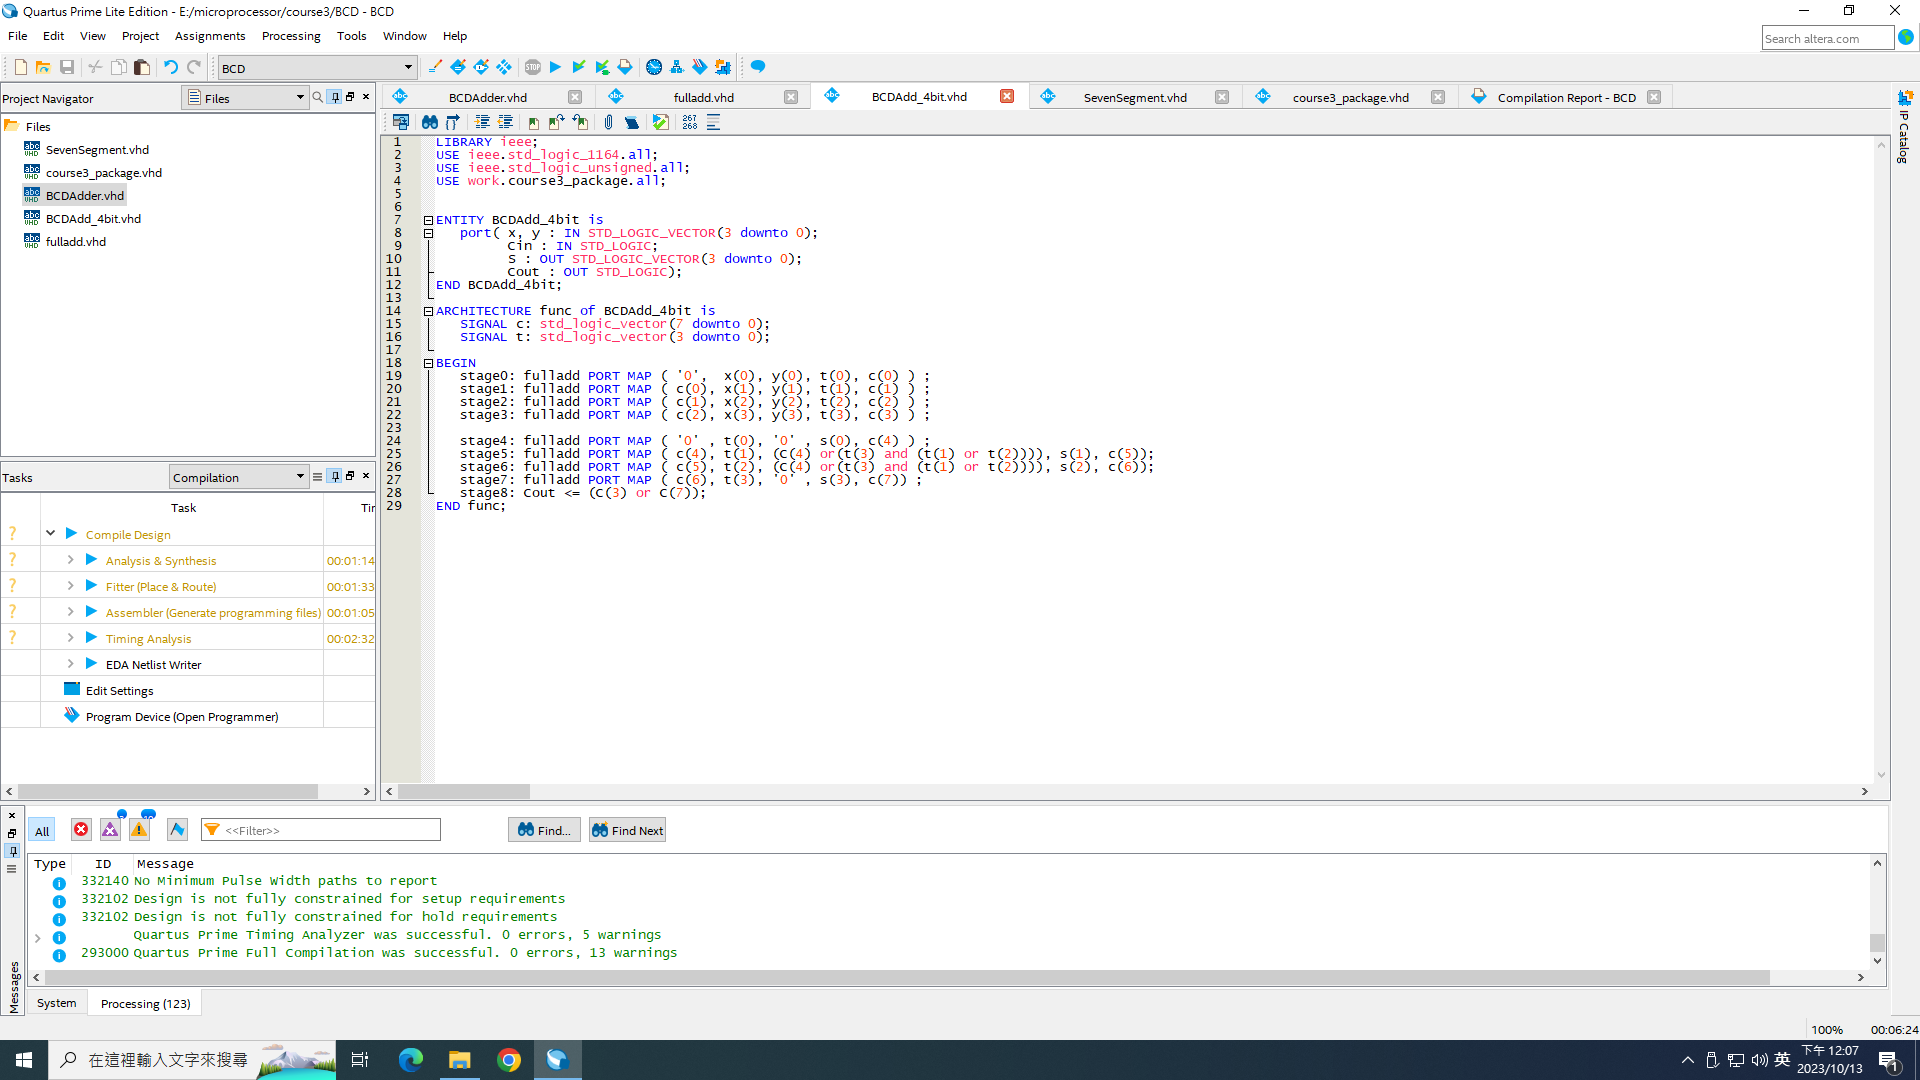 Quartus Prime Lite Edition - E:/microprocessor/course3/BCD - BCD
File Edit View Project Assignments Processing Tools Window Help
Search altera.com
BCD
Project Navigator
Files
BCDAdder.vhd
fulladd.vhd
BCDAdd_4bit.vhd
SevenSegment.vhd
course3_package.vhd
Compilation Report - BCD
IP Catalog
Files
SevenSegment.vhd
course3_package.vhd
BCDAdder.vhd
BCDAdd_4bit.vhd
fulladd.vhd
267
268
1 LIBRARY ieee;
2 USE ieee.std_logic_1164.all;
3 USE ieee.std_logic_unsigned.all;
4 USE work.course3_package.all;
5
6
7 ENTITY BCDAdd_4bit is
8 port( x, y : IN STD_LOGIC_VECTOR(3 downto 0);
9 Cin : IN STD_LOGIC;
10 S : OUT STD_LOGIC_VECTOR(3 downto 0);
11 Cout : OUT STD_LOGIC);
12 END BCDAdd_4bit;
13
14 ARCHITECTURE func of BCDAdd_4bit is
15 SIGNAL c: std_logic_vector(7 downto 0);
16 SIGNAL t: std_logic_vector(3 downto 0);
17
18 BEGIN
19 stage0: fulladd PORT MAP ( '0', x(0), y(0), t(0), c(0) ) ;
20 stage1: fulladd PORT MAP ( c(0), x(1), y(1), t(1), c(1) ) ;
21 stage2: fulladd PORT MAP ( c(1), x(2), y(2), t(2), c(2) ) ;
22 stage3: fulladd PORT MAP ( c(2), x(3), y(3), t(3), c(3) ) ;
23
24 stage4: fulladd PORT MAP ( '0' , t(0), '0' , s(0), c(4) ) ;
25 stage5: fulladd PORT MAP ( c(4), t(1), (c(4) or(t(3) and (t(1) or t(2)))), s(1), c(5));
26 stage6: fulladd PORT MAP ( c(5), t(2), (c(4) or(t(3) and (t(1) or t(2)))), s(2), c(6));
27 stage7: fulladd PORT MAP ( c(6), t(3), '0' , s(3), c(7)) ;
28 stage8: Cout <= (c(3) or c(7));
29 END func;
Tasks
Compilation
Task
Tir
Compile Design
Analysis & Synthesis 00:01:14
Fitter (Place & Route) 00:01:33
Assembler (Generate programming files) 00:01:05
Timing Analysis 00:02:32
EDA Netlist Writer
Edit Settings
Program Device (Open Programmer)
All
<<Filter>>
Find...
Find Next
Type ID Message
332140 No Minimum Pulse Width paths to report
332102 Design is not fully constrained for setup requirements
332102 Design is not fully constrained for hold requirements
Quartus Prime Timing Analyzer was successful. 0 errors, 5 warnings
293000 Quartus Prime Full Compilation was successful. 0 errors, 13 warnings
Messages
System
Processing (123)
100% 00:06:24
在這裡輸入文字來搜尋
英
下午 12:07
2023/10/13
1